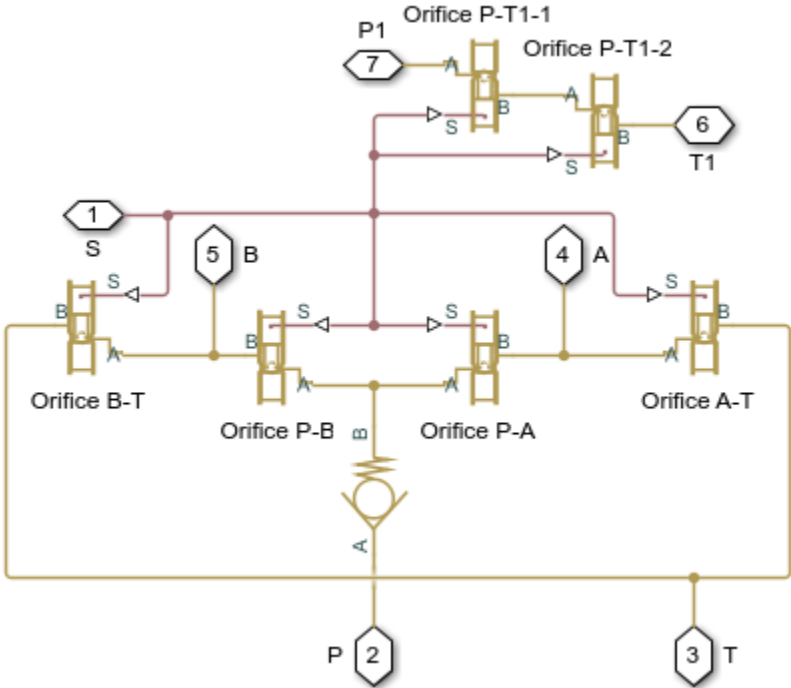 Orifice P-T1-1
P1
Orifice P-T1-2
7
A
A
B
B
6
S
T1
S
1
S
5
B
4
A
S
S
B
S
S
B
B
B
A
A
A
A
Orifice B-T
Orifice A-T
Orifice P-B
Orifice P-A
B
A
P
2
3
T